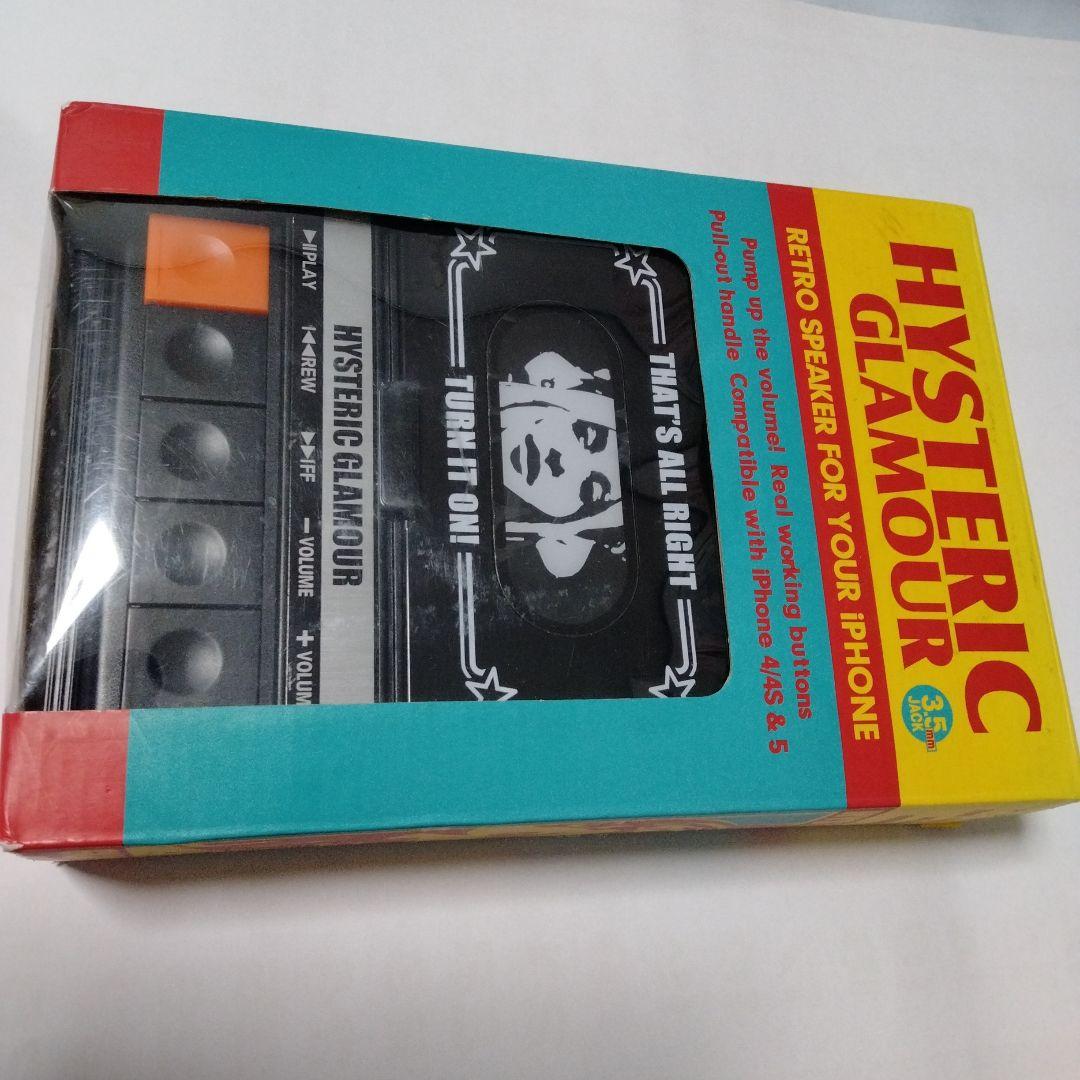 HYSTERIC
GLAMOUR
3.5mm
JACK
RETRO SPEAKER FOR YOUR iPHONE
Pump up the volume! Real working buttons
Pull-out handle Compatible with iPhone 4/4S & 5
THAT'S ALL RIGHT
TURN IT ON!
HYSTERIC GLAMOUR
▶IIPLAY I◀◀REW ▶▶IFF - VOLUME + VOLUM